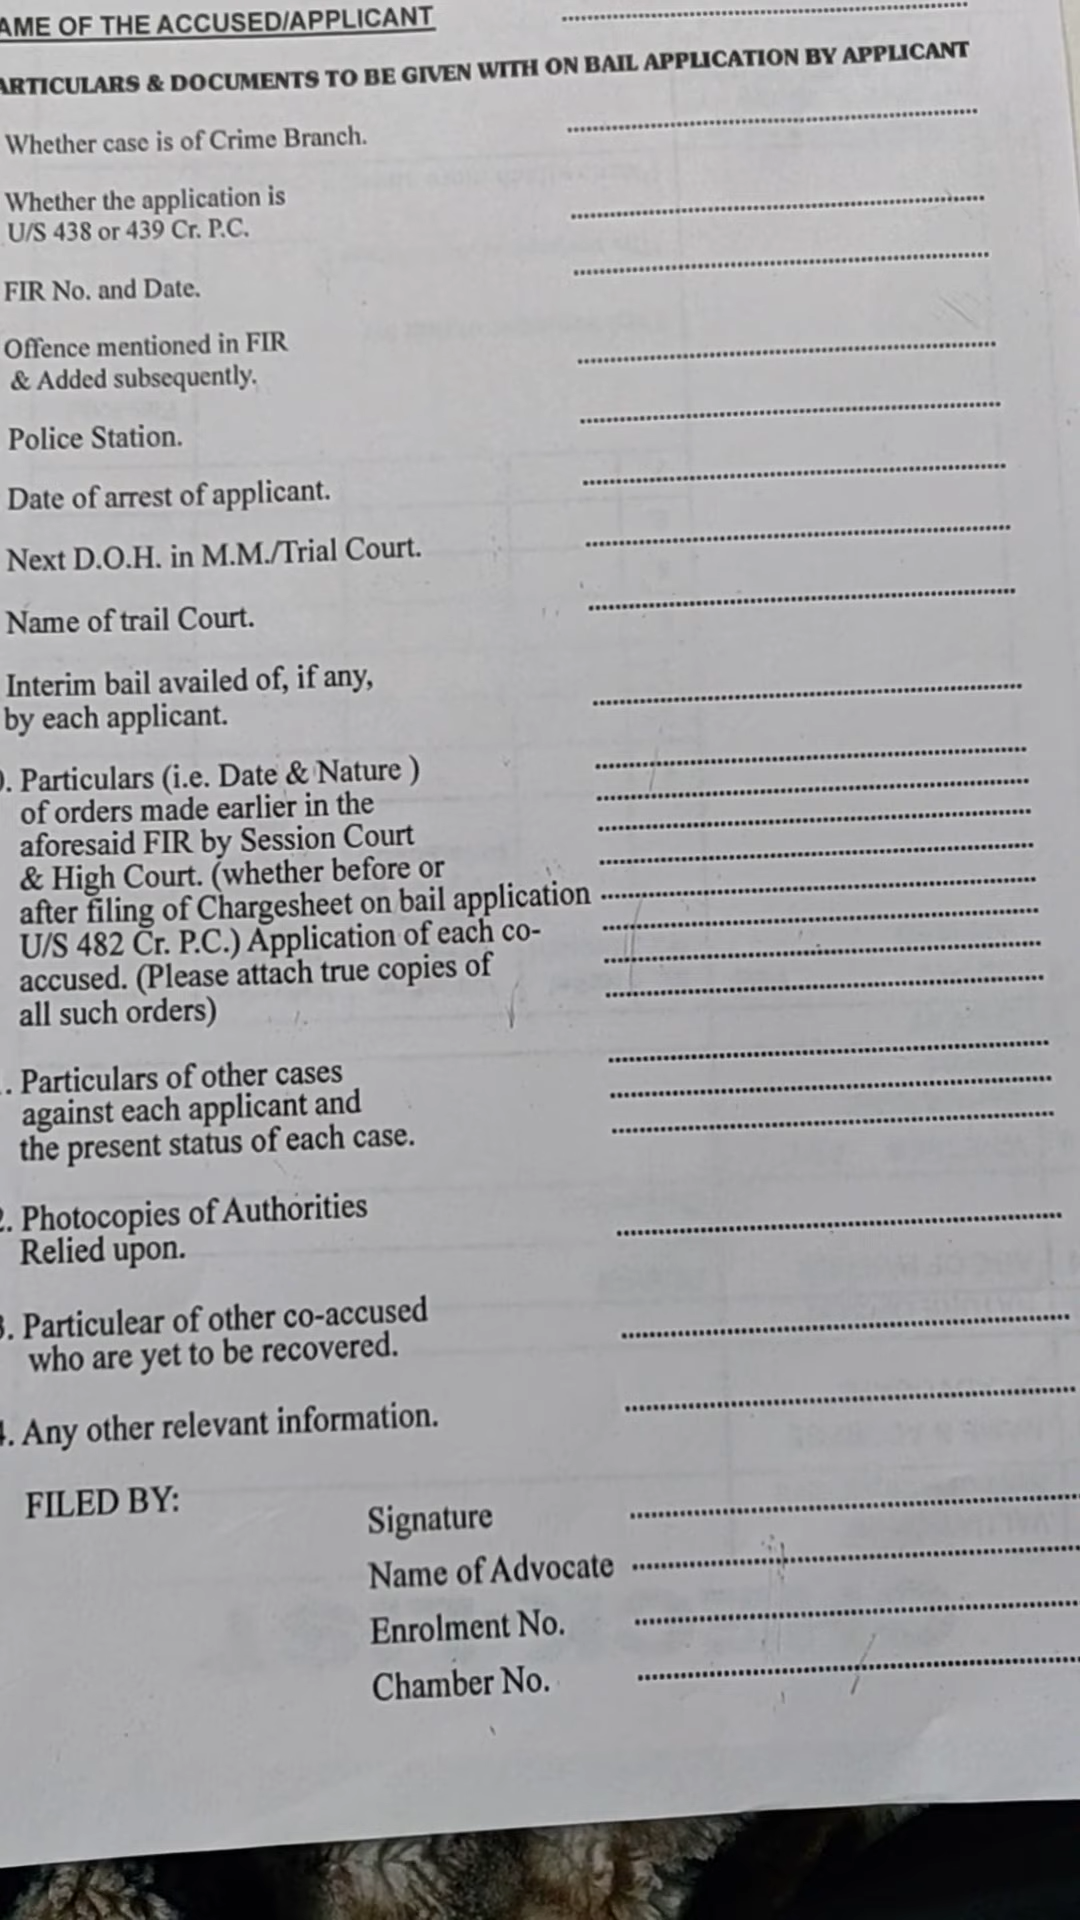 AME OF THE ACCUSED/APPLICANT
ARTICULARS & DOCUMENTS TO BE GIVEN WITH ON BAIL APPLICATION BY APPLICANT
Whether case is of Crime Branch.
Whether the application is
U/S 438 or 439 Cr. P.C.
FIR No. and Date.
Offence mentioned in FIR
& Added subsequently.
Police Station.
Date of arrest of applicant.
Next D.O.H. in M.M./Trial Court.
Name of trail Court.
Interim bail availed of, if any,
by each applicant.
. Particulars (i.e. Date & Nature )
of orders made earlier in the
aforesaid FIR by Session Court
& High Court. (whether before or
after filing of Chargesheet on bail application
U/S 482 Cr. P.C.) Application of each co-
accused. (Please attach true copies of
all such orders)
. Particulars of other cases
against each applicant and
the present status of each case.
2. Photocopies of Authorities
Relied upon.
3. Particulear of other co-accused
who are yet to be recovered.
4. Any other relevant information.
FILED BY:
Signature
Name of Advocate
Enrolment No.
Chamber No.